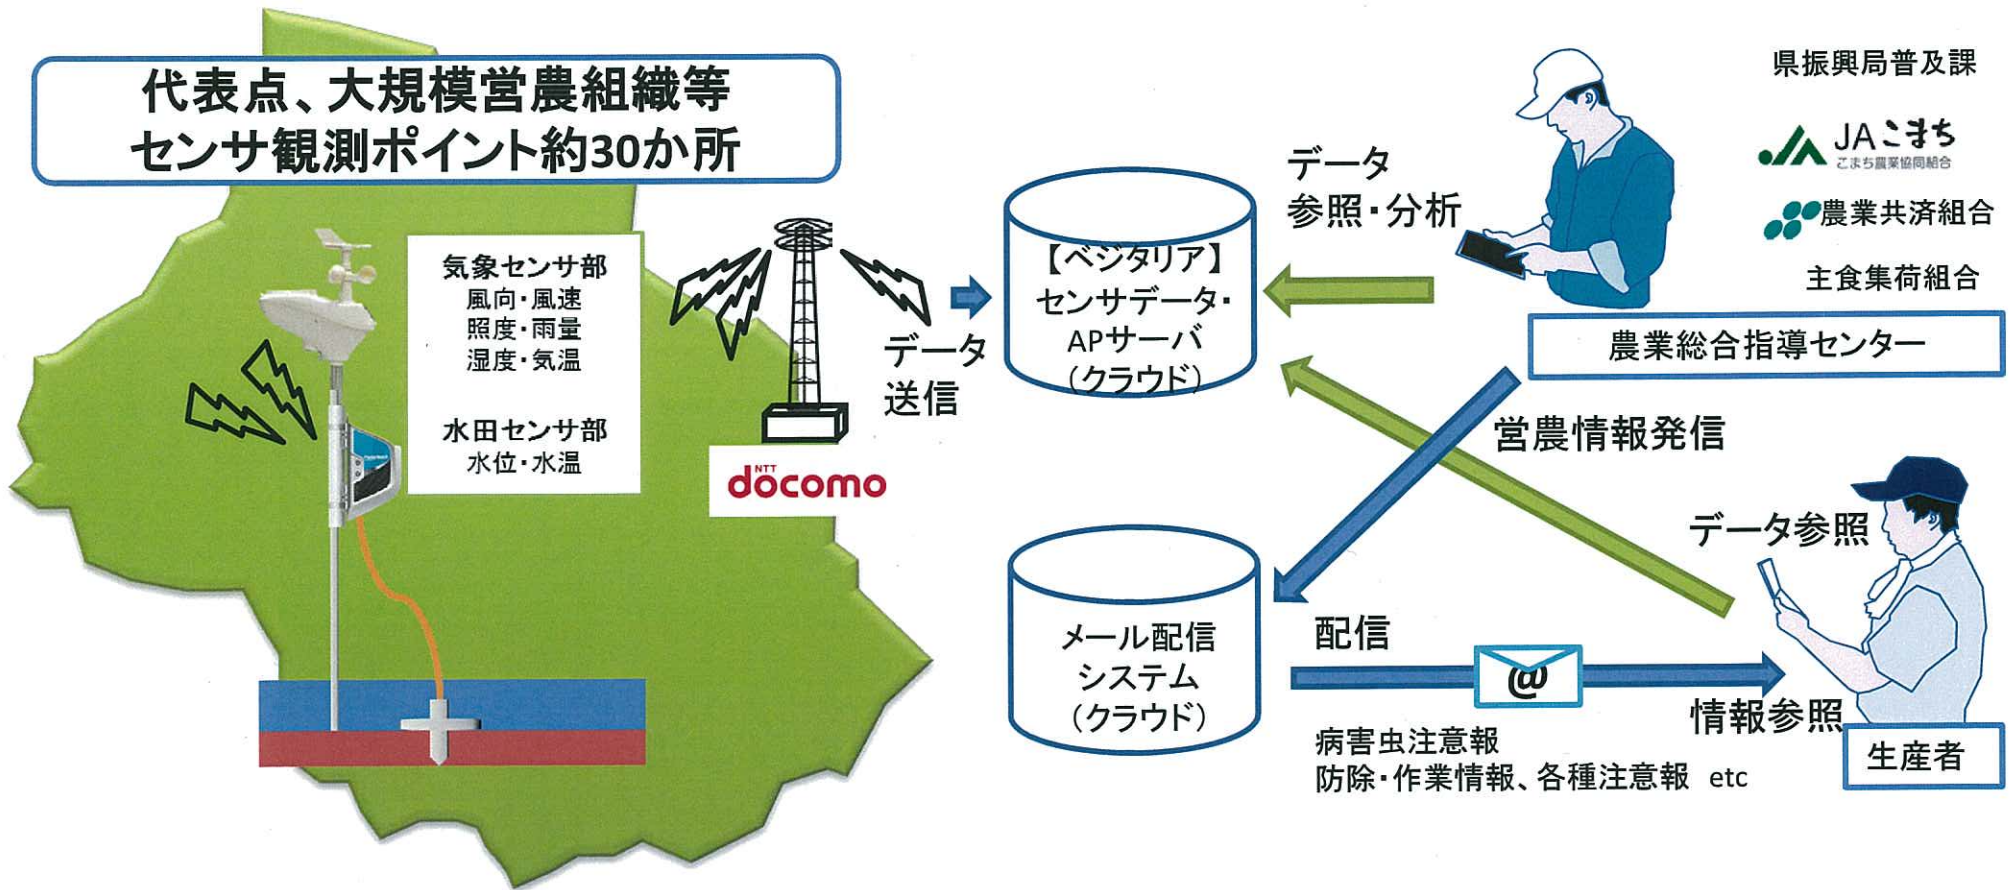 代表点、大規模営農組織等
センサ観測ポイント約30か所
気象センサ部
風向・風速
照度・雨量
湿度・気温
水田センサ部
水位・水温
NTT
docomo
データ
送信
【ベジタリア】
センサデータ・
APサーバ
(クラウド)
データ
参照・分析
県振興局普及課
JAこまち
こまち農業協同組合
農業共済組合
主食集荷組合
農業総合指導センター
営農情報発信
データ参照
メール配信
システム
(クラウド)
配信
@
情報参照
病害虫注意報
防除・作業情報、各種注意報 etc
生産者